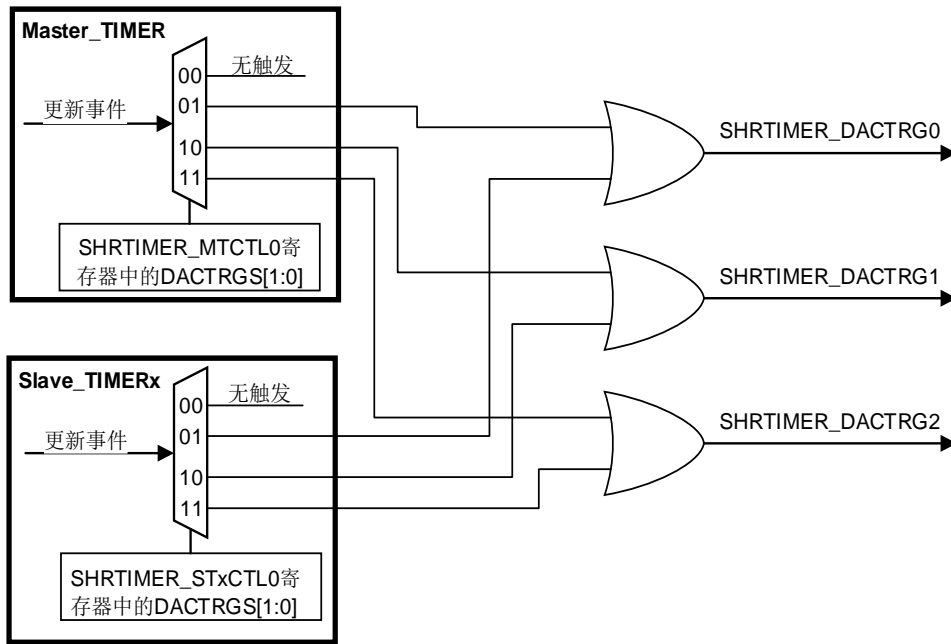 Master_TIMER
00
无触发
01
更新事件
10
11
SHRTIMER_MTCTL0寄
存器中的DACTRGS[1:0]
SHRTIMER_DACTRG0
SHRTIMER_DACTRG1
Slave_TIMERx
00
无触发
01
更新事件
10
11
SHRTIMER_STxCTL0寄
存器中的DACTRGS[1:0]
SHRTIMER_DACTRG2